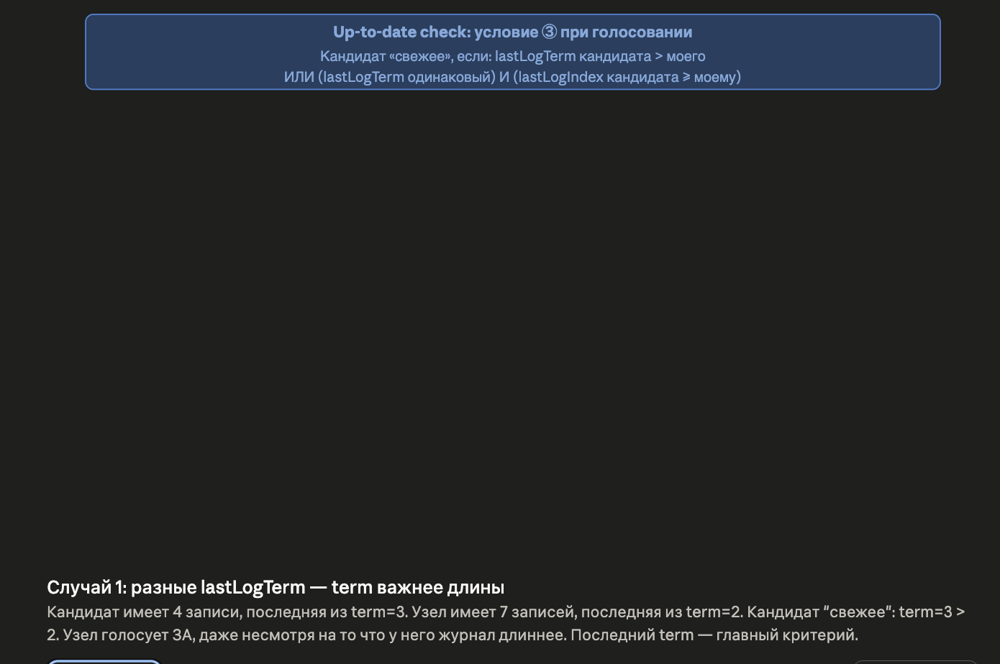 Up-to-date check: условие ③ при голосовании
Кандидат «свежее», если: lastLogTerm кандидата > моего
ИЛИ (lastLogTerm одинаковый) И (lastLogIndex кандидата ≥ моему)
Случай 1: разные lastLogTerm — term важнее длины
Кандидат имеет 4 записи, последняя из term=3. Узел имеет 7 записей, последняя из term=2. Кандидат "свежее": term=3 >
2. Узел голосует ЗА, даже несмотря на то что у него журнал длиннее. Последний term — главный критерий.